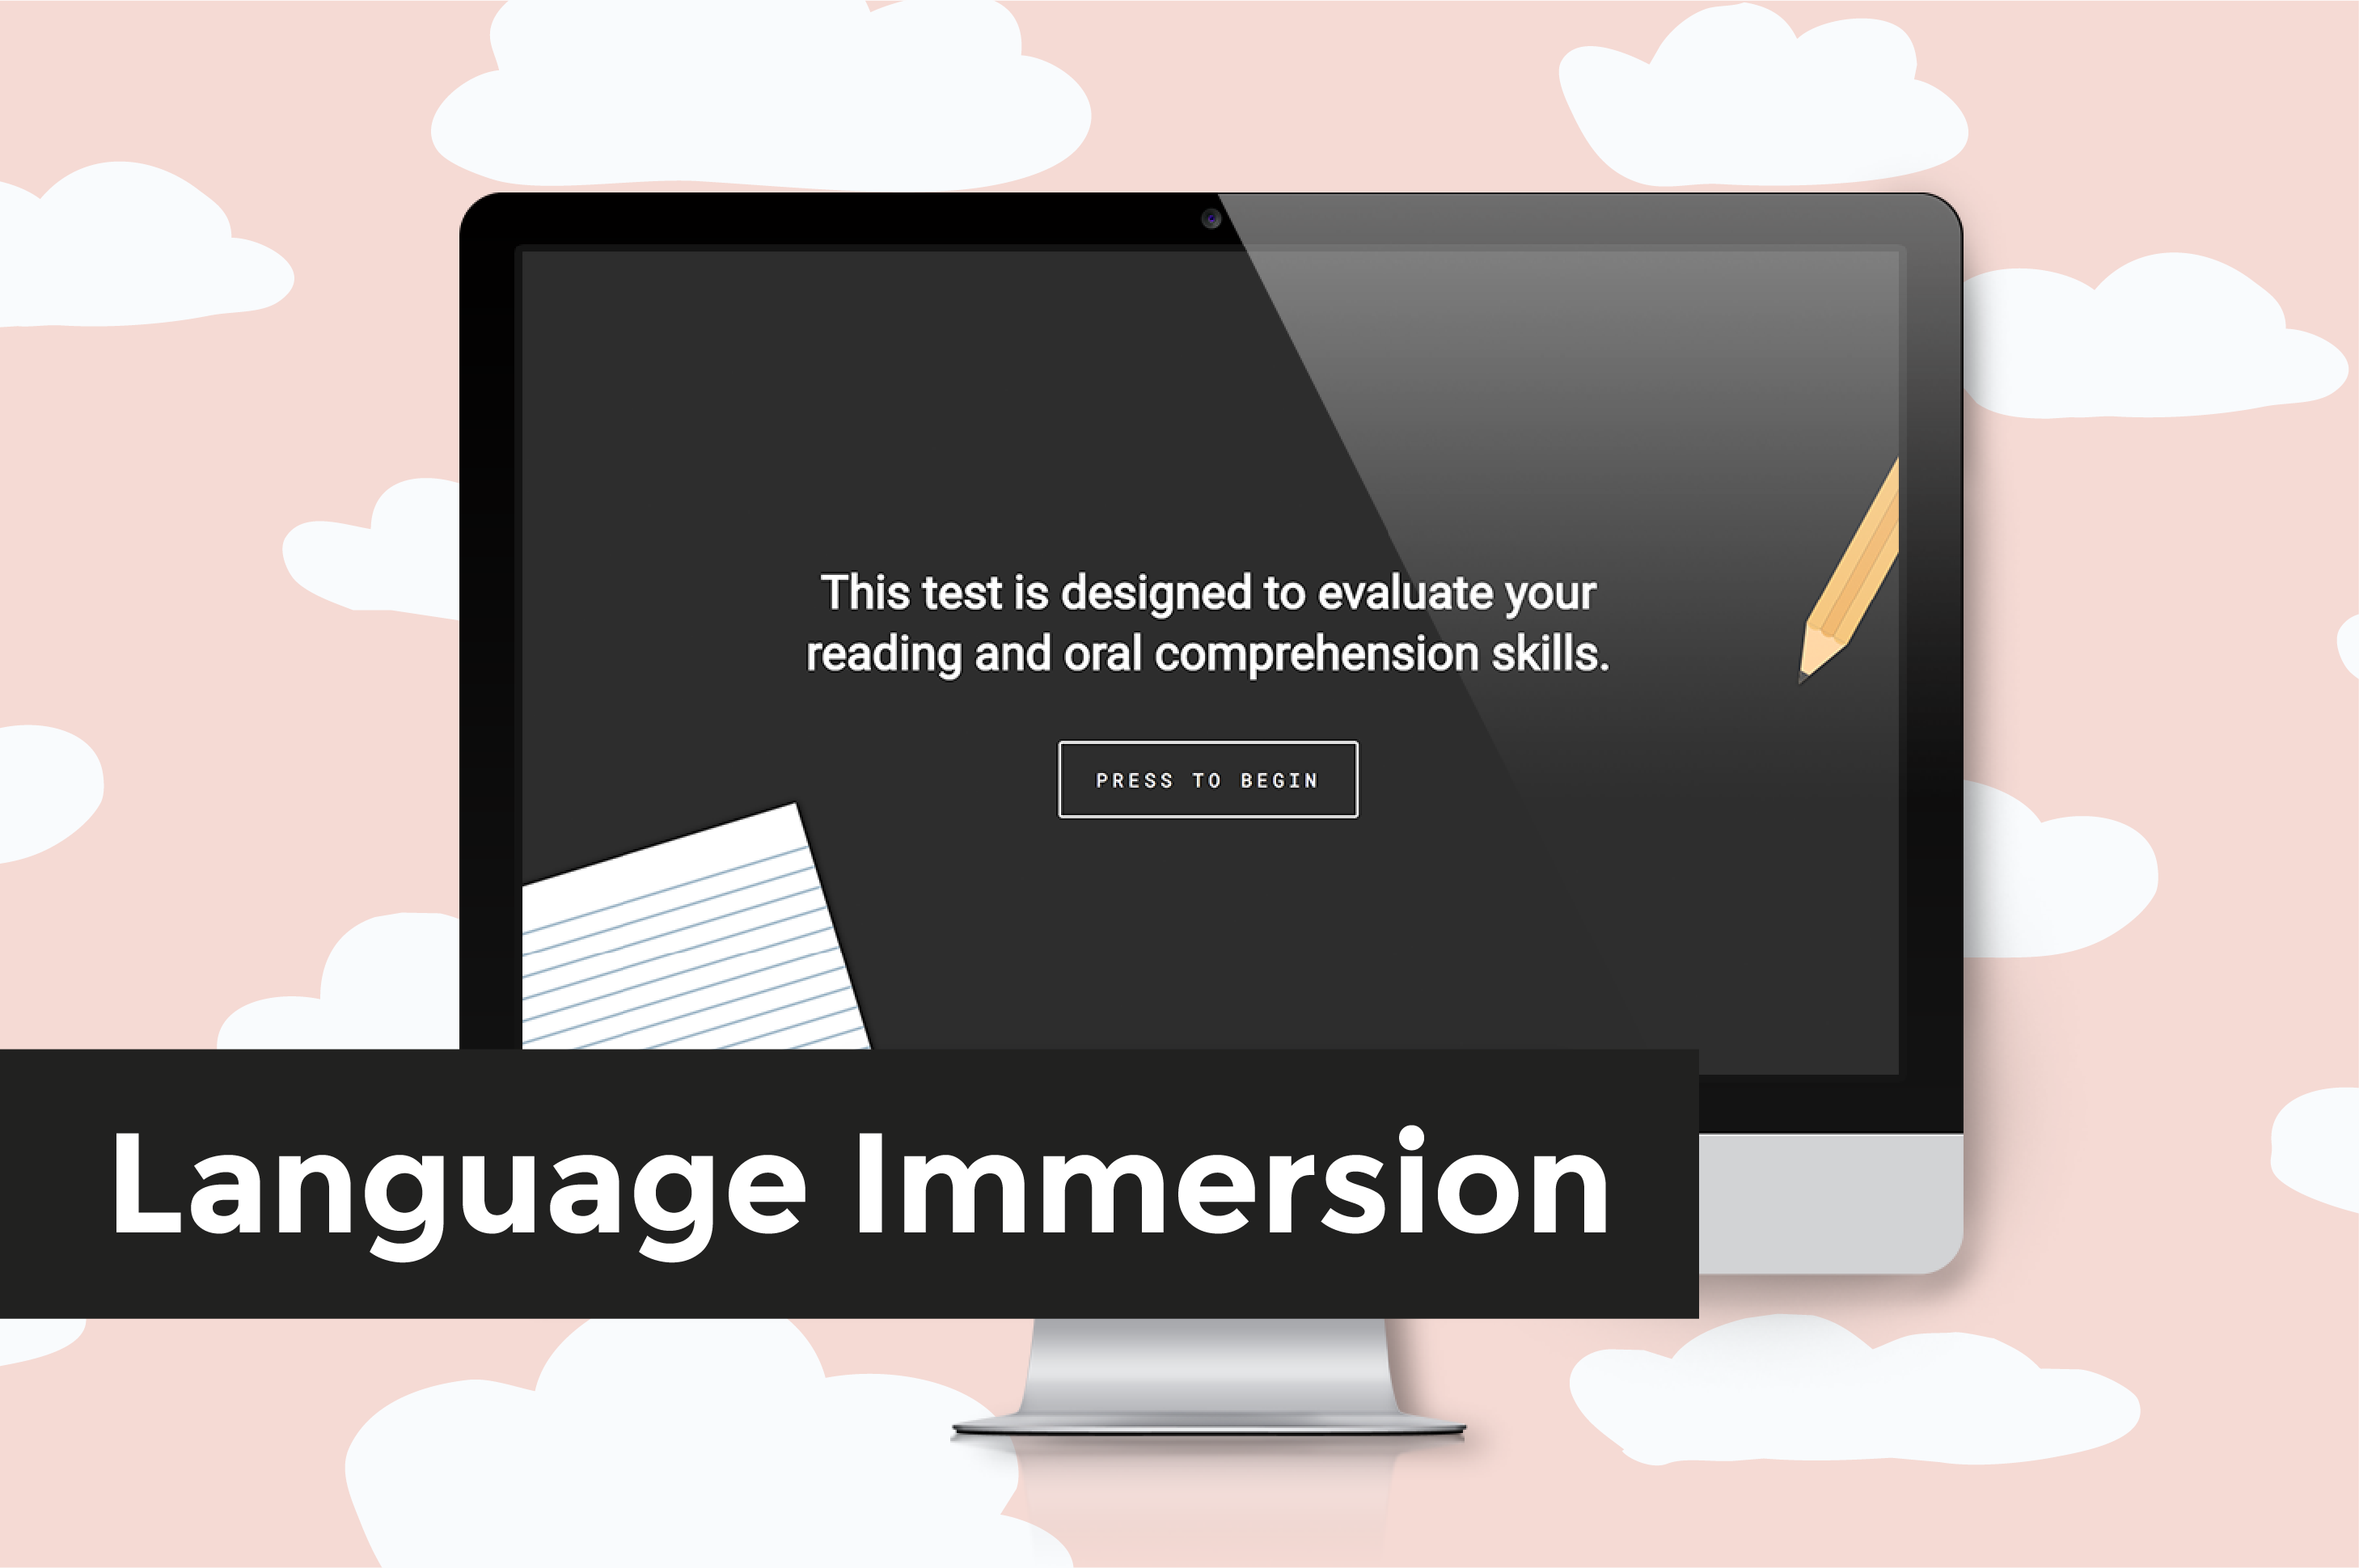 This test is designed to evaluate your
reading and oral comprehension skills.
PRESS TO BEGIN
Language Immersion